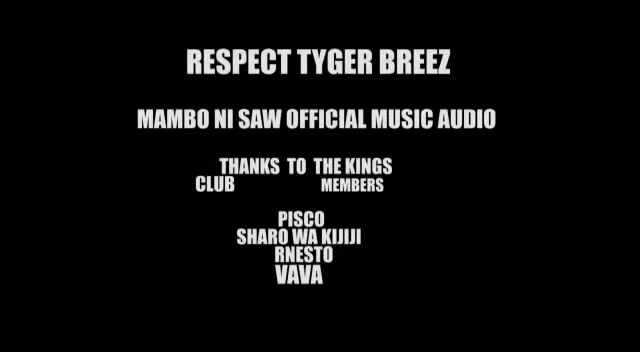 RESPECT TYGER BREEZ
MAMBO NI SAW OFFICIAL MUSIC AUDIO
THANKS TO THE KINGS
CLUB MEMBERS
PISCO
SHARO WA KIJIJI
RNESTO
VAVA